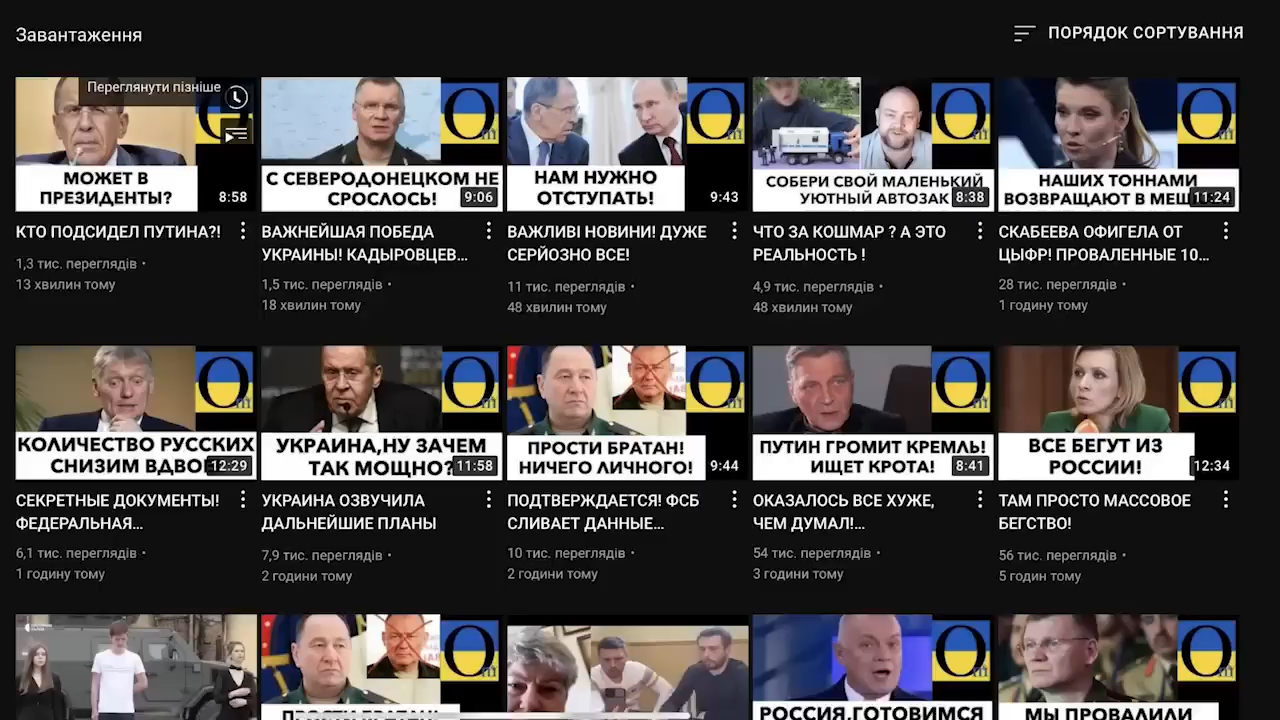 Завантаження
ПОРЯДОК СОРТУВАННЯ
Переглянути пізніше
МОЖЕТ В
ПРЕЗИДЕНТЫ?
8:58
С СЕВЕРОДОНЕЦКОМ НЕ
СРОСЛОСЬ!
9:06
НАМ НУЖНО
ОТСТУПАТЬ!
9:43
СОБЕРИ СВОЙ МАЛЕНЬКИЙ
УЮТНЫЙ АВТОЗАК
8:38
НАШИХ ТОННАМИ
ВОЗВРАЩАЮТ В
11:24
КТО ПОДСИДЕЛ ПУТИНА?!
1,3 тис. переглядів •
13 хвилин тому
ВАЖНЕЙШАЯ ПОБЕДА
УКРАИНЫ! КАДЫРОВЦЕВ...
1,5 тис. переглядів •
18 хвилин тому
ВАЖЛИВІ НОВИНИ! ДУЖЕ
СЕРЙОЗНО ВСЕ!
11 тис. переглядів •
48 хвилин тому
ЧТО ЗА КОШМАР ? А ЭТО
РЕАЛЬНОСТЬ !
4,9 тис. переглядів •
48 хвилин тому
СКАБЕЕВА ОФИГЕЛА ОТ
ЦЫФР! ПРОВАЛЕННЫЕ 10...
28 тис. переглядів •
1 годину тому
КОЛИЧЕСТВО РУССКИХ
СНИЗИМ
12:29
УКРАИНА,НУ ЗАЧЕМ
ТАК МОЩНО?
11:58
ПРОСТИ БРАТАН!
НИЧЕГО ЛИЧНОГО!
9:44
ПУТИН ГРОМИТ КРЕМЛЬ!
ИЩЕТ КРОТА!
8:41
ВСЕ БЕГУТ ИЗ
РОССИИ!
12:34
СЕКРЕТНЫЕ ДОКУМЕНТЫ!
ФЕДЕРАЛЬНАЯ...
6,1 тис. переглядів •
1 годину тому
УКРАИНА ОЗВУЧИЛА
ДАЛЬНЕЙШИЕ ПЛАНЫ
7,9 тис. переглядів •
2 години тому
ПОДТВЕРЖДАЕТСЯ! ФСБ
СЛИВАЕТ ДАННЫЕ...
10 тис. переглядів •
2 години тому
ОКАЗАЛОСЬ ВСЕ ХУЖЕ,
ЧЕМ ДУМАЛ!...
54 тис. переглядів •
3 години тому
ТАМ ПРОСТО МАССОВОЕ
БЕГСТВО!
56 тис. переглядів •
5 годин тому
ПРОСТИ БРАТАН!
РОССИЯ,ГОТОВИМСЯ
МЫ ПРОВАЛИЛИ